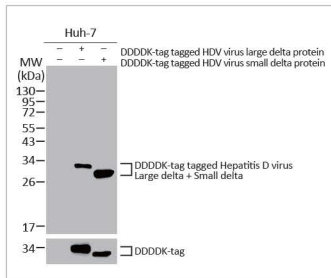 Huh-7
– + – DDDDK-tag tagged HDV virus large delta protein
– – + DDDDK-tag tagged HDV virus small delta protein
MW
(kDa)
130–
95–
72–
55–
43–
34–
DDDDK-tag tagged Hepatitis D virus
Large delta + Small delta
26–
17–
34–
DDDDK-tag